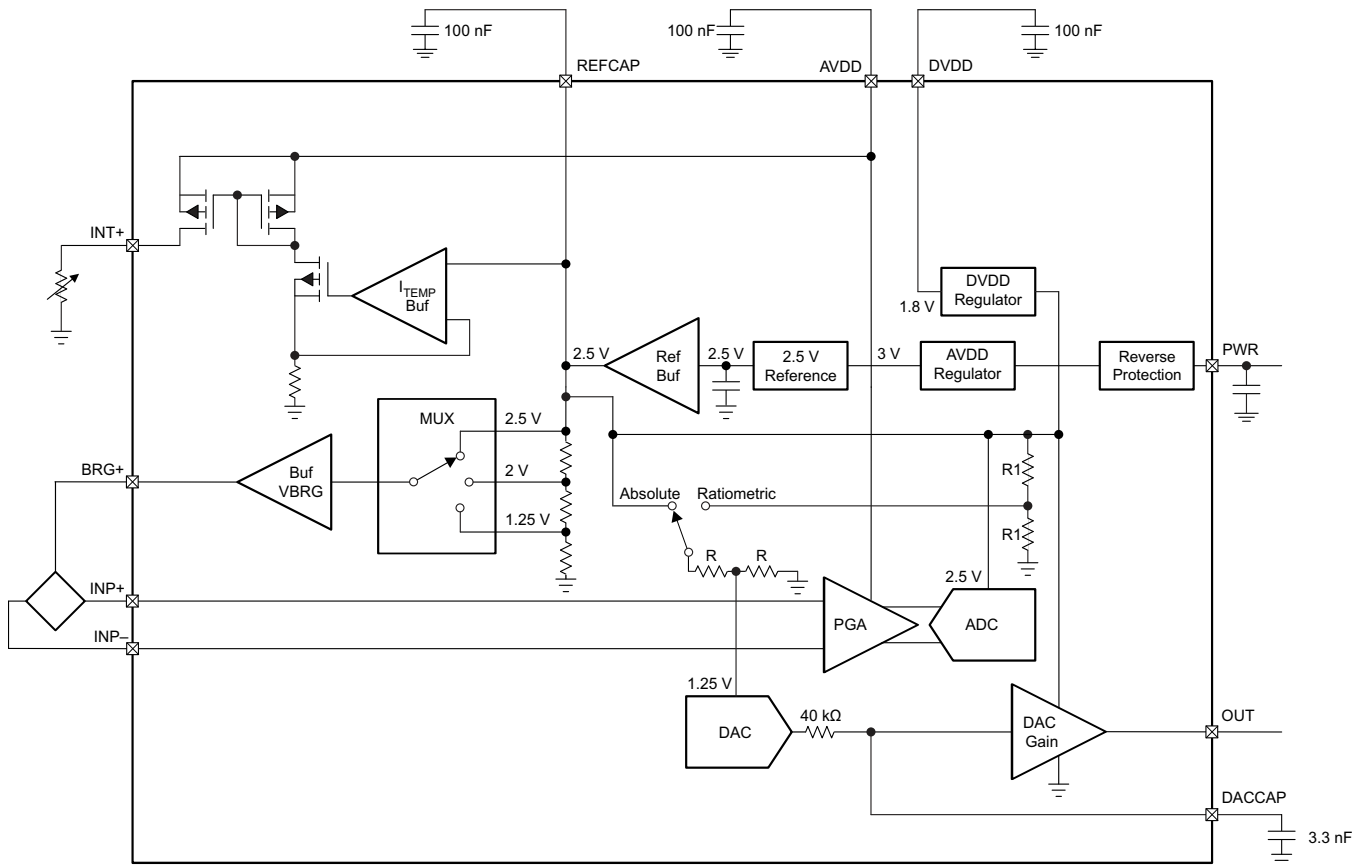 100 nF
100 nF
100 nF
REFCAP
AVDD
DVDD
INT+
ITEMP
Buf
DVDD
Regulator
1.8 V
2.5 V
Ref
Buf
2.5 V
2.5 V
Reference
3 V
AVDD
Regulator
Reverse
Protection
PWR
MUX
2.5 V
2 V
1.25 V
BRG+
Buf
VBRG
Absolute
Ratiometric
R1
R1
R
R
2.5 V
INP+
INP–
PGA
ADC
1.25 V
DAC
40 kΩ
DAC
Gain
OUT
DACCAP
3.3 nF